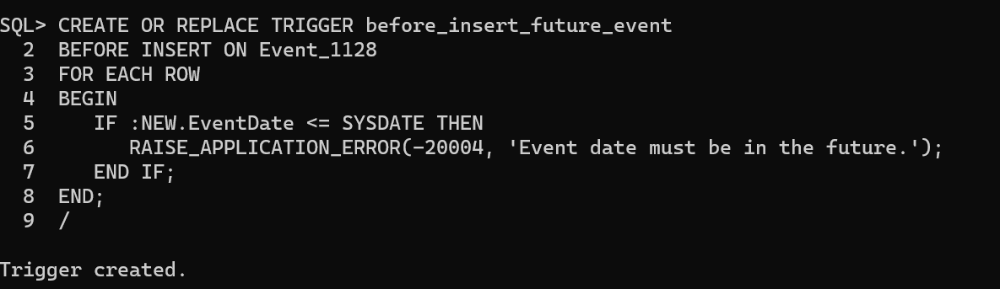 SQL> CREATE OR REPLACE TRIGGER before_insert_future_event
  2  BEFORE INSERT ON Event_1128
  3  FOR EACH ROW
  4  BEGIN
  5     IF :NEW.EventDate <= SYSDATE THEN
  6        RAISE_APPLICATION_ERROR(-20004, 'Event date must be in the future.');
  7     END IF;
  8  END;
  9  /
Trigger created.